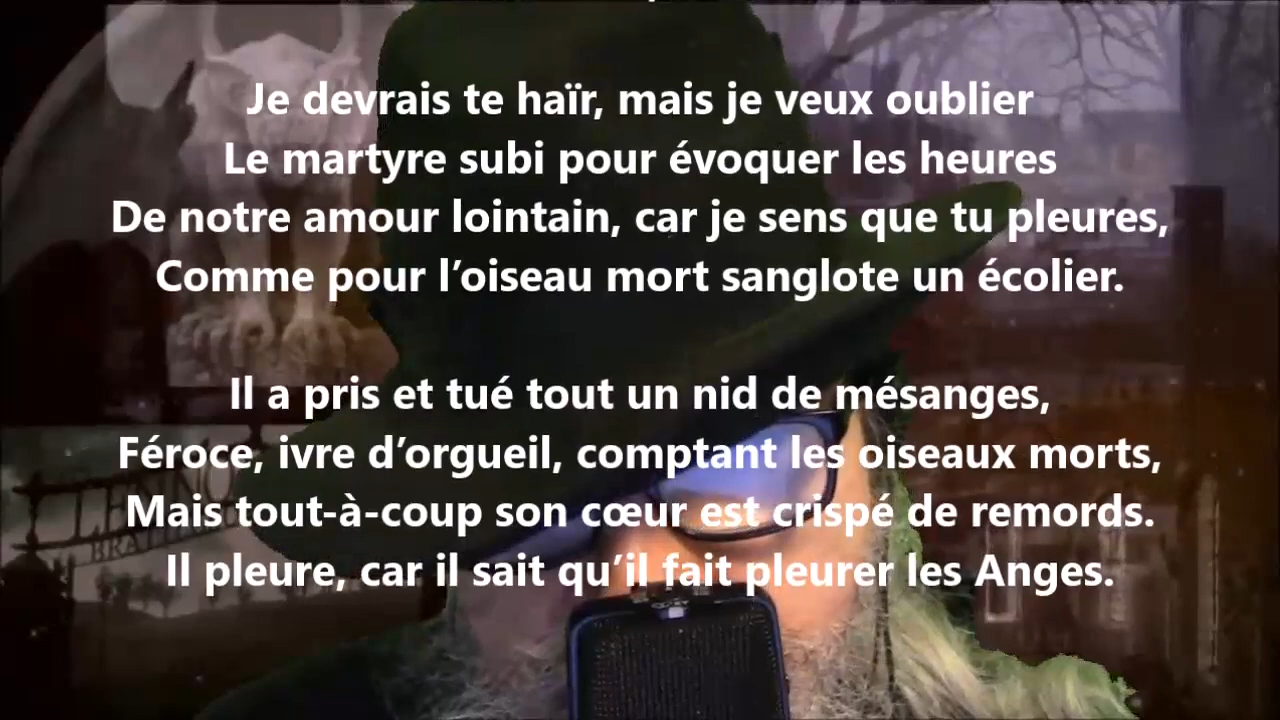 Je devrais te haïr, mais je veux oublier
Le martyre subi pour évoquer les heures
De notre amour lointain, car je sens que tu pleures,
Comme pour l’oiseau mort sanglote un écolier.
Il a pris et tué tout un nid de mésanges,
Féroce, ivre d’orgueil, comptant les oiseaux morts,
Mais tout-à-coup son cœur est crispé de remords.
Il pleure, car il sait qu’il fait pleurer les Anges.